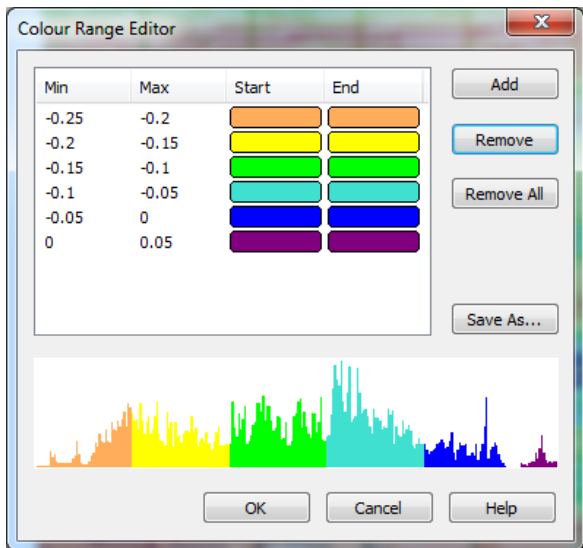 Colour Range Editor
Min Max Start End
-0.25 -0.2
-0.2 -0.15
-0.15 -0.1
-0.1 -0.05
-0.05 0
0 0.05
Add
Remove
Remove All
Save As...
OK Cancel Help